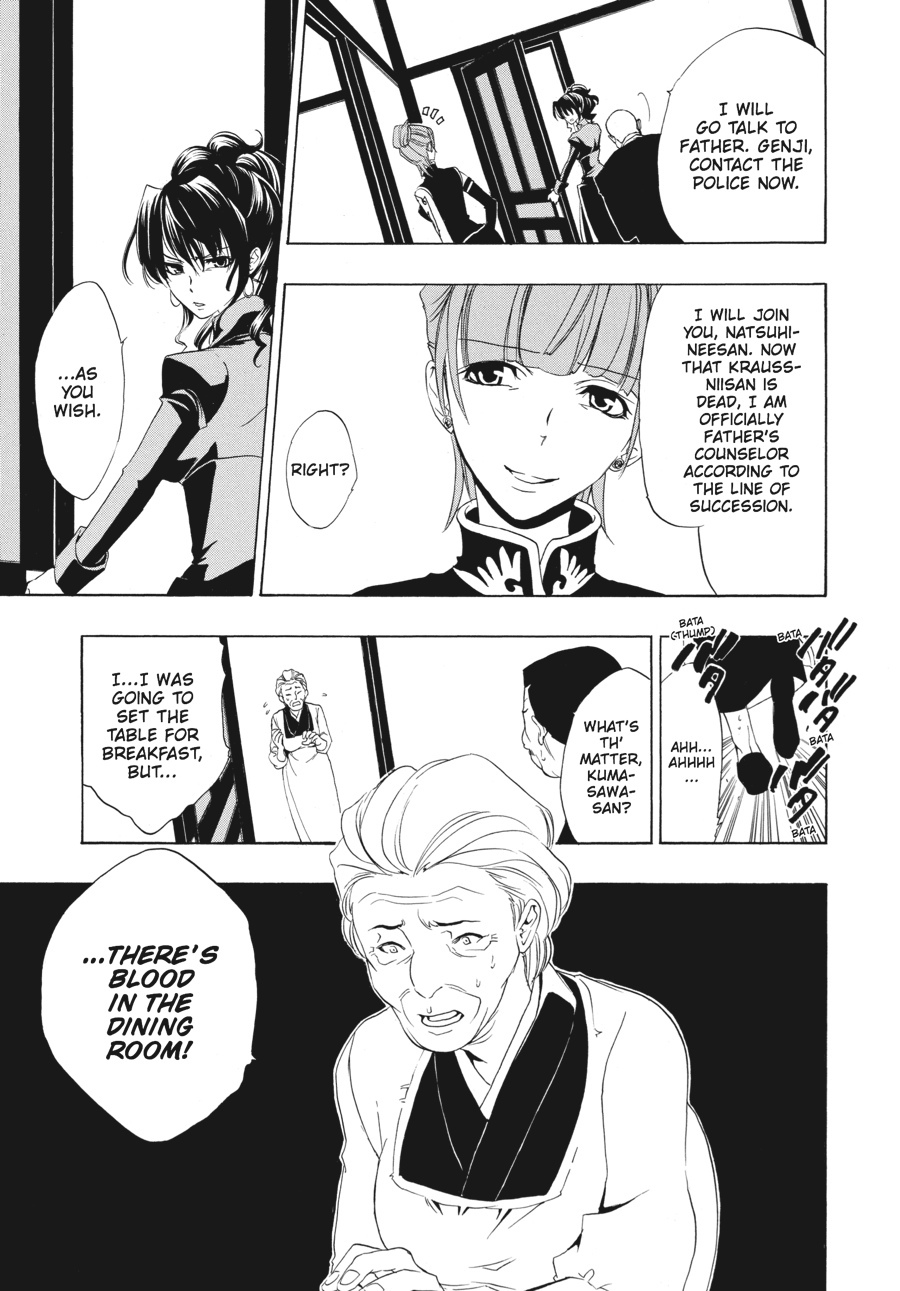 I WILL
GO TALK TO
FATHER. GENJI,
CONTACT THE
POLICE NOW.
I WILL JOIN
YOU, NATSUHI-
NEESAN. NOW
THAT KRAUSS-
NIISAN IS
DEAD, I AM
OFFICIALLY
FATHER'S
COUNSELOR
ACCORDING TO
THE LINE OF
SUCCESSION.
RIGHT?
...AS
YOU
WISH.
BATA
(-THUMP)
BATA
BATA
BATA
AHH...
AHHHH
...
WHAT'S
TH'
MATTER,
KUMA-
SAWA-
SAN?
I...I WAS
GOING TO
SET THE
TABLE FOR
BREAKFAST,
BUT...
...THERE'S
BLOOD
IN THE
DINING
ROOM!